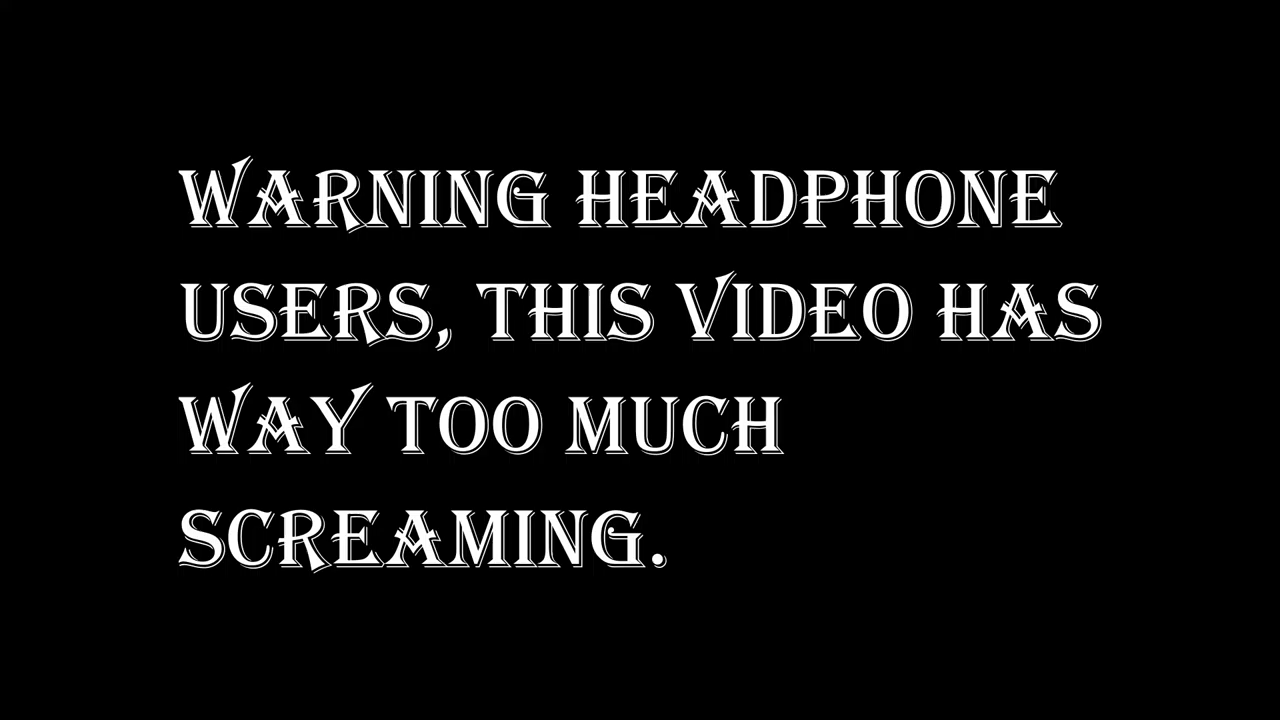 WARNING HEADPHONE
USERS, THIS VIDEO HAS
WAY TOO MUCH
SCREAMING.